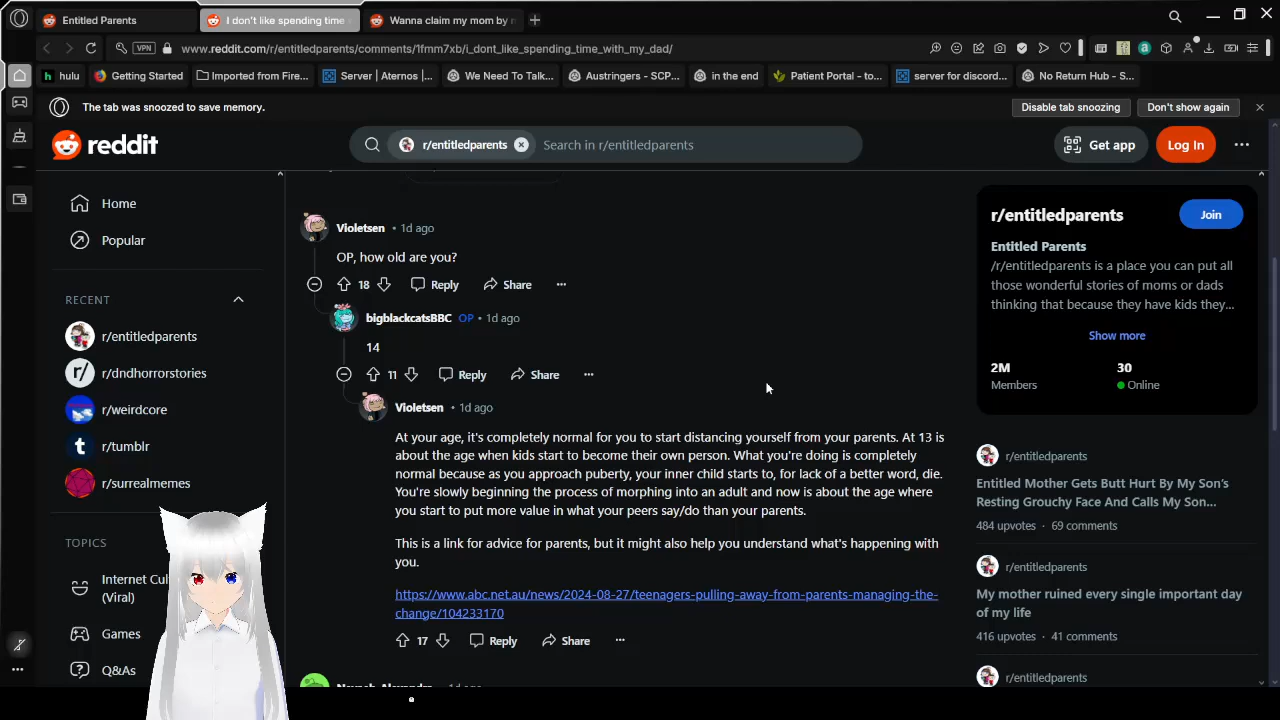 Entitled Parents
I don't like spending time
Wanna claim my mom by
VPN
www.reddit.com/r/entitledparents/comments/1fmm7xb/i_dont_like_spending_time_with_my_dad/
hulu
Getting Started
Imported from Fire...
Server | Aternos |...
We Need To Talk...
Austringers - SCP...
in the end
Patient Portal - to...
server for discord...
No Return Hub - S...
The tab was snoozed to save memory.
Disable tab snoozing
Don't show again
reddit
r/entitledparents
Search in r/entitledparents
Get app
Log In
Home
Popular
RECENT
r/entitledparents
r/dndhorrorstories
r/weirdcore
r/tumblr
r/surrealmemes
TOPICS
Internet Cul
(Viral)
Games
Q&As
Violetsen • 1d ago
OP, how old are you?
18 Reply Share
bigblackcatsBBC OP • 1d ago
14
11 Reply Share
Violetsen • 1d ago
At your age, it's completely normal for you to start distancing yourself from your parents. At 13 is
about the age when kids start to become their own person. What you're doing is completely
normal because as you approach puberty, your inner child starts to, for lack of a better word, die.
You're slowly beginning the process of morphing into an adult and now is about the age where
you start to put more value in what your peers say/do than your parents.
This is a link for advice for parents, but it might also help you understand what's happening with
you.
https://www.abc.net.au/news/2024-08-27/teenagers-pulling-away-from-parents-managing-the-
change/104233170
17 Reply Share
r/entitledparents
Join
Entitled Parents
/r/entitledparents is a place you can put all
those wonderful stories of moms or dads
thinking that because they have kids they...
Show more
2M 30
Members Online
r/entitledparents
Entitled Mother Gets Butt Hurt By My Son's
Resting Grouchy Face And Calls My Son...
484 upvotes • 69 comments
r/entitledparents
My mother ruined every single important day
of my life
416 upvotes • 41 comments
r/entitledparents